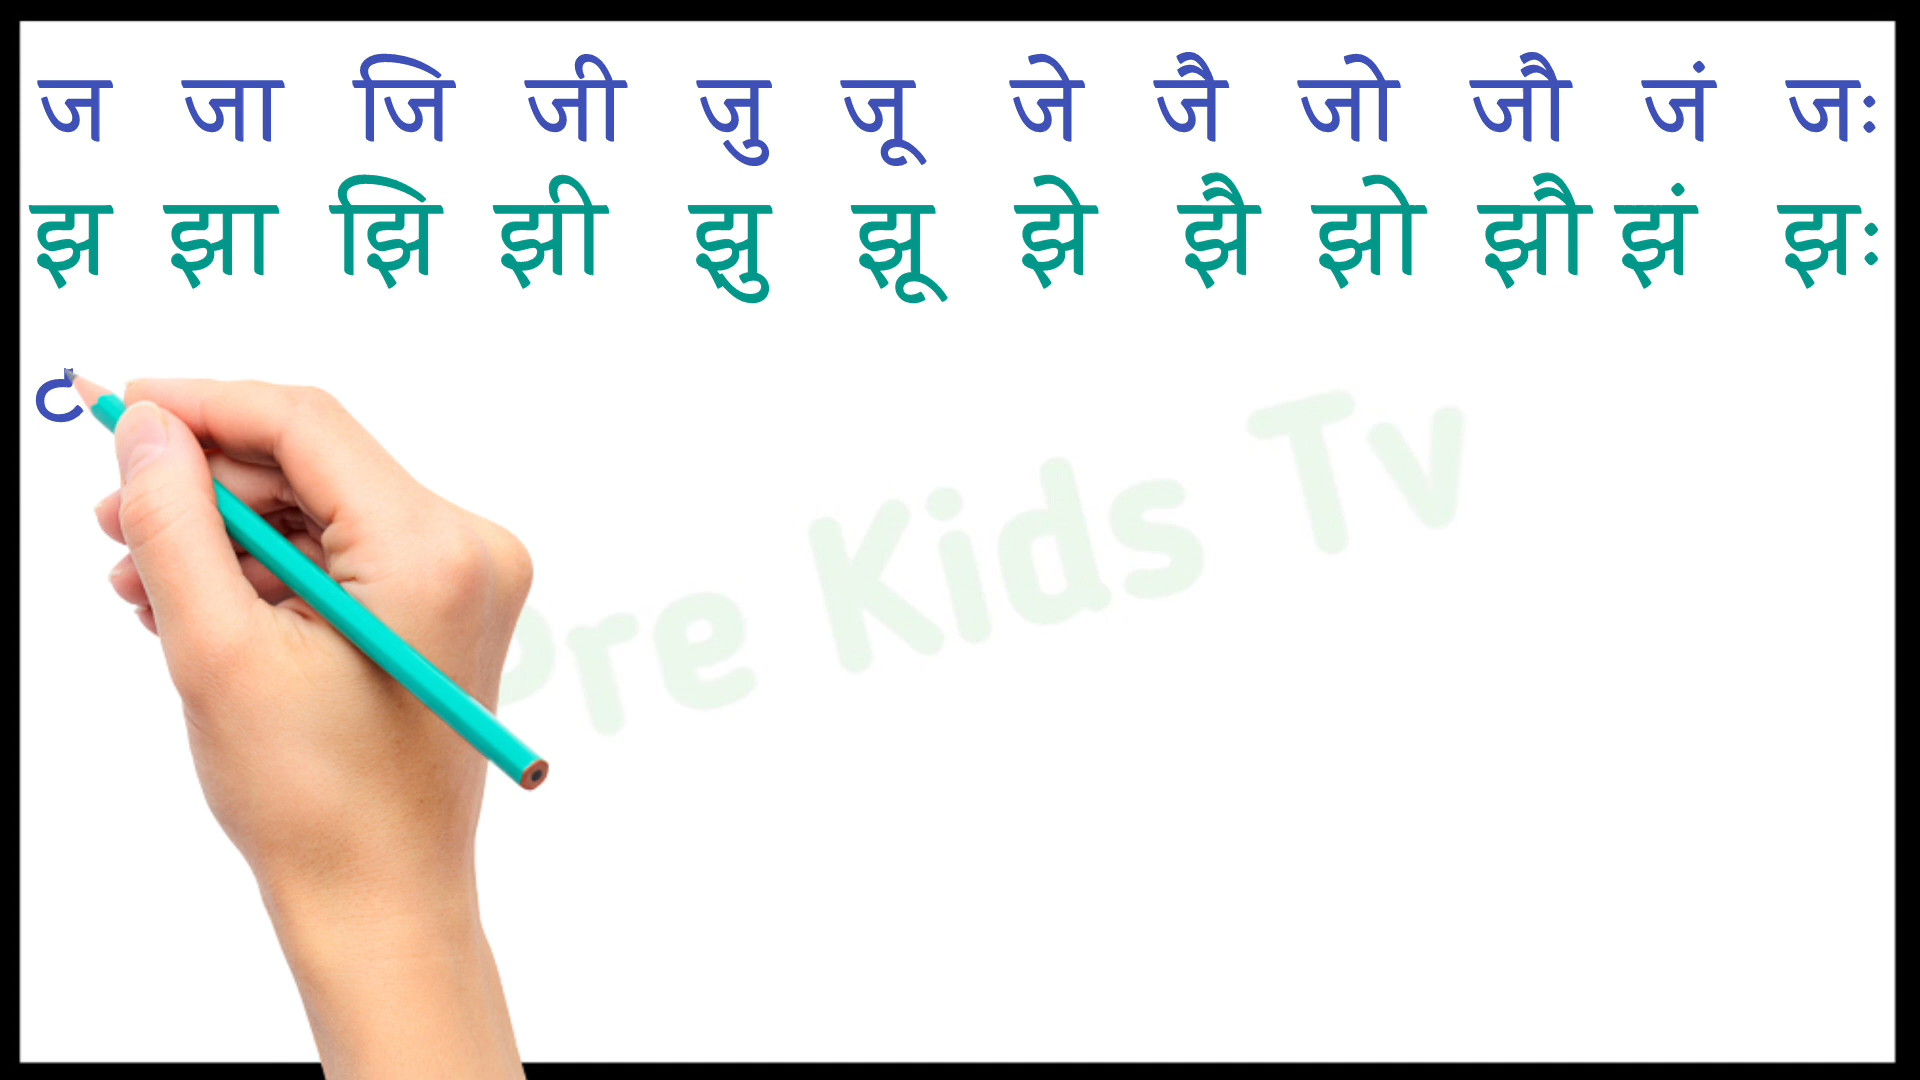 ज जा जि जी जु जू जे जै जो जौ जं जः
झ झा झि झी झु झू झे झै झो झौ झं झः
Pre Kids Tv